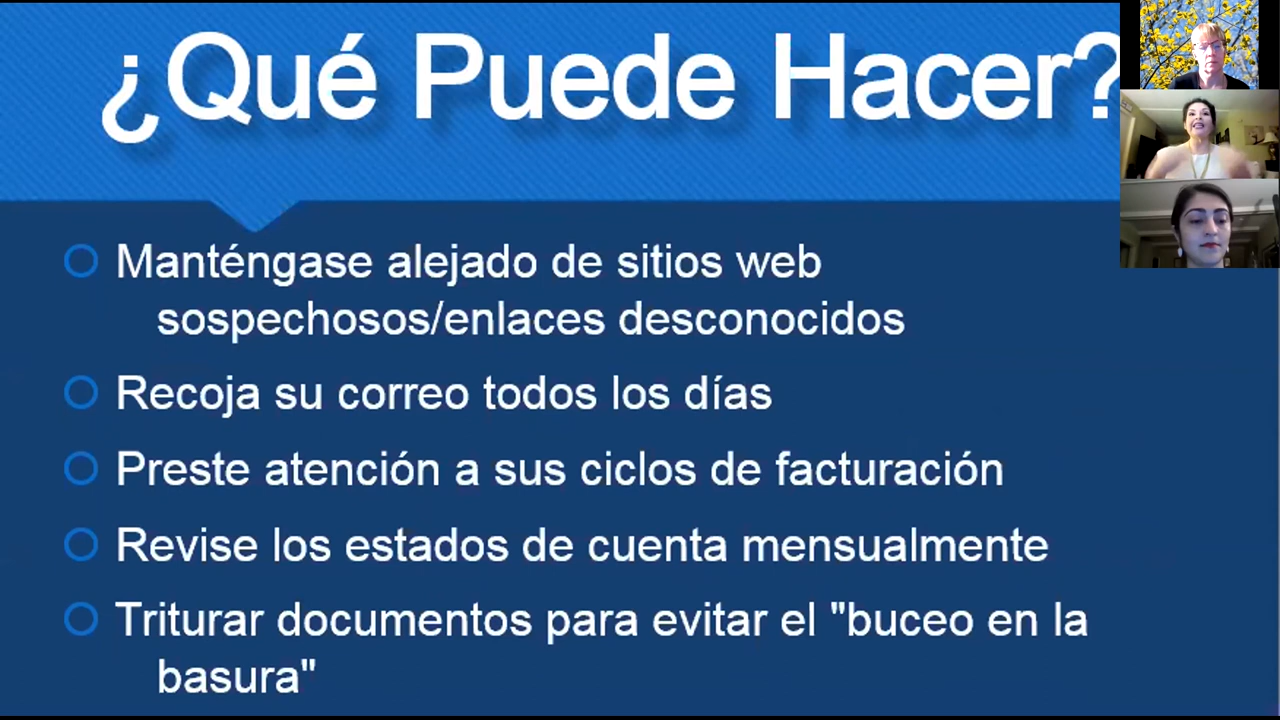 ¿Qué Puede Hacer?
Manténgase alejado de sitios web
sospechosos/enlaces desconocidos
Recoja su correo todos los días
Preste atención a sus ciclos de facturación
Revise los estados de cuenta mensualmente
Triturar documentos para evitar el "buceo en la
basura"